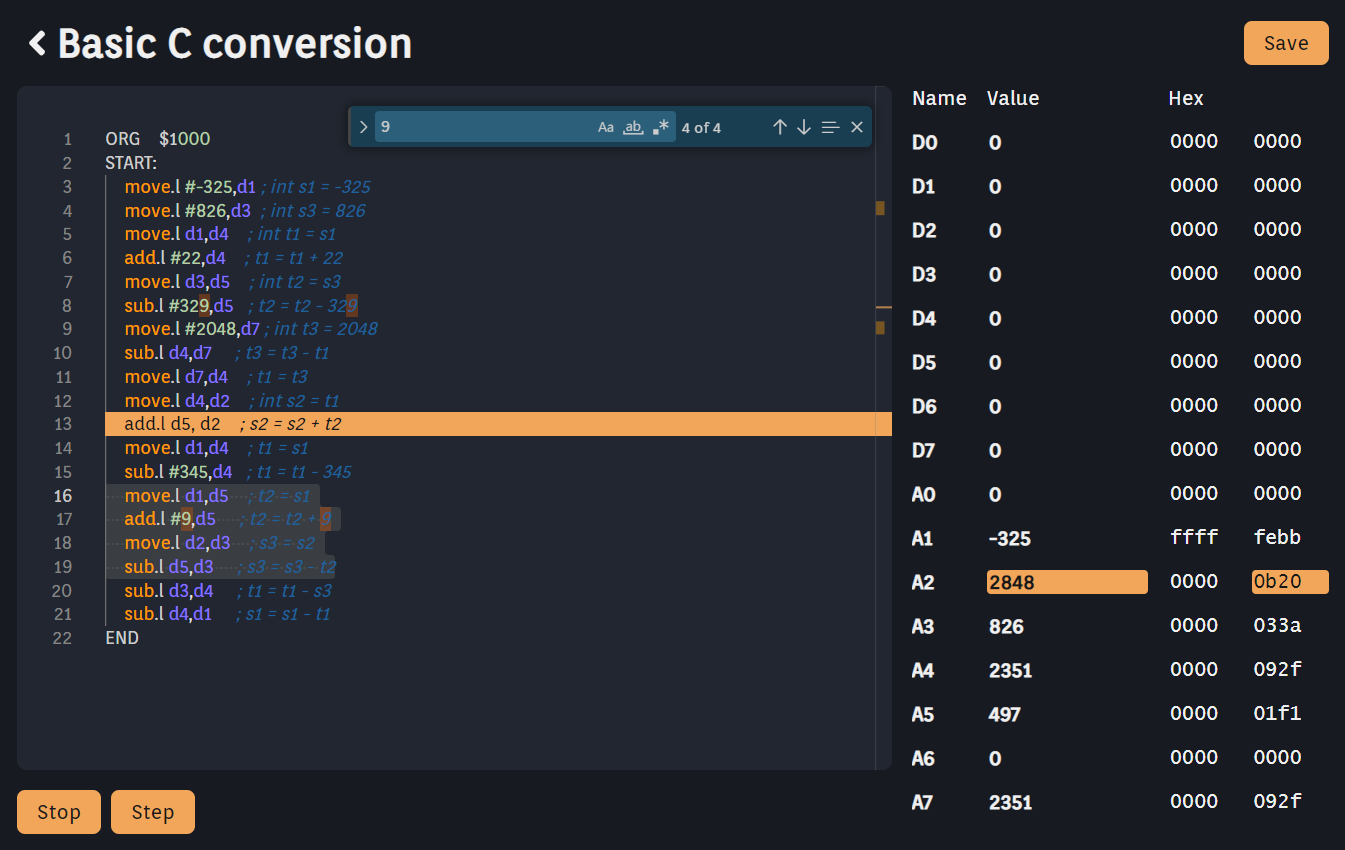 Basic C conversion
Save
9
Aa
ab
.*
4 of 4
1 ORG $1000
2 START:
3 move.l #-325,d1 ; int s1 = -325
4 move.l #826,d3 ; int s3 = 826
5 move.l d1,d4 ; int t1 = s1
6 add.l #22,d4 ; t1 = t1 + 22
7 move.l d3,d5 ; int t2 = s3
8 sub.l #329,d5 ; t2 = t2 - 329
9 move.l #2048,d7 ; int t3 = 2048
10 sub.l d4,d7 ; t3 = t3 - t1
11 move.l d7,d4 ; t1 = t3
12 move.l d4,d2 ; int s2 = t1
13 add.l d5, d2 ; s2 = s2 + t2
14 move.l d1,d4 ; t1 = s1
15 sub.l #345,d4 ; t1 = t1 - 345
16 move.l d1,d5 ; t2 = s1
17 add.l #9,d5 ; t2 = t2 + 9
18 move.l d2,d3 ; s3 = s2
19 sub.l d5,d3 ; s3 = s3 - t2
20 sub.l d3,d4 ; t1 = t1 - s3
21 sub.l d4,d1 ; s1 = s1 - t1
22 END
Stop Step
Name Value Hex
D0 0 0000 0000
D1 0 0000 0000
D2 0 0000 0000
D3 0 0000 0000
D4 0 0000 0000
D5 0 0000 0000
D6 0 0000 0000
D7 0 0000 0000
A0 0 0000 0000
A1 -325 ffff febb
A2 2848 0000 0b20
A3 826 0000 033a
A4 2351 0000 092f
A5 497 0000 01f1
A6 0 0000 0000
A7 2351 0000 092f